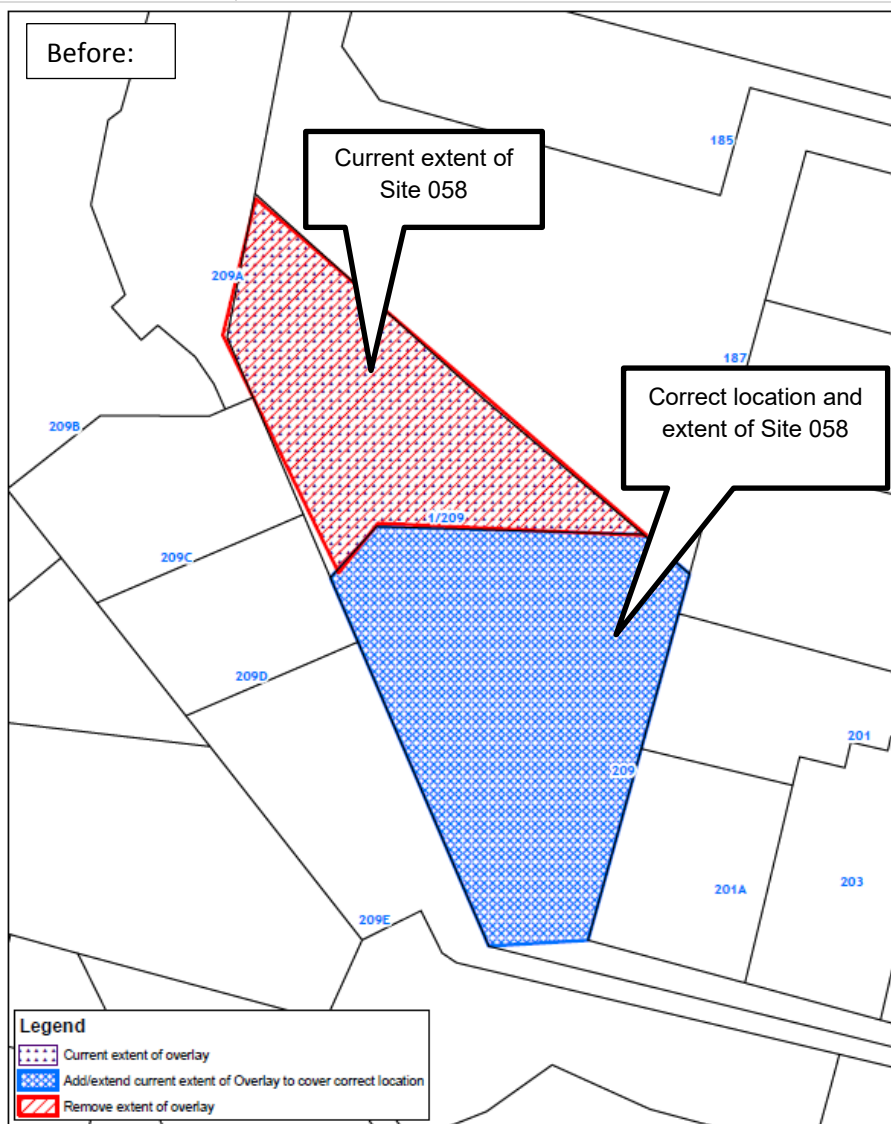 Before:
185
Current extent of
Site 058
209A
187
Correct location and
extent of Site 058
209B
1/209
209C
209D
201
209
203
201A
209E
Legend
Current extent of overlay
Add/extend current extent of Overlay to cover correct location
Remove extent of overlay